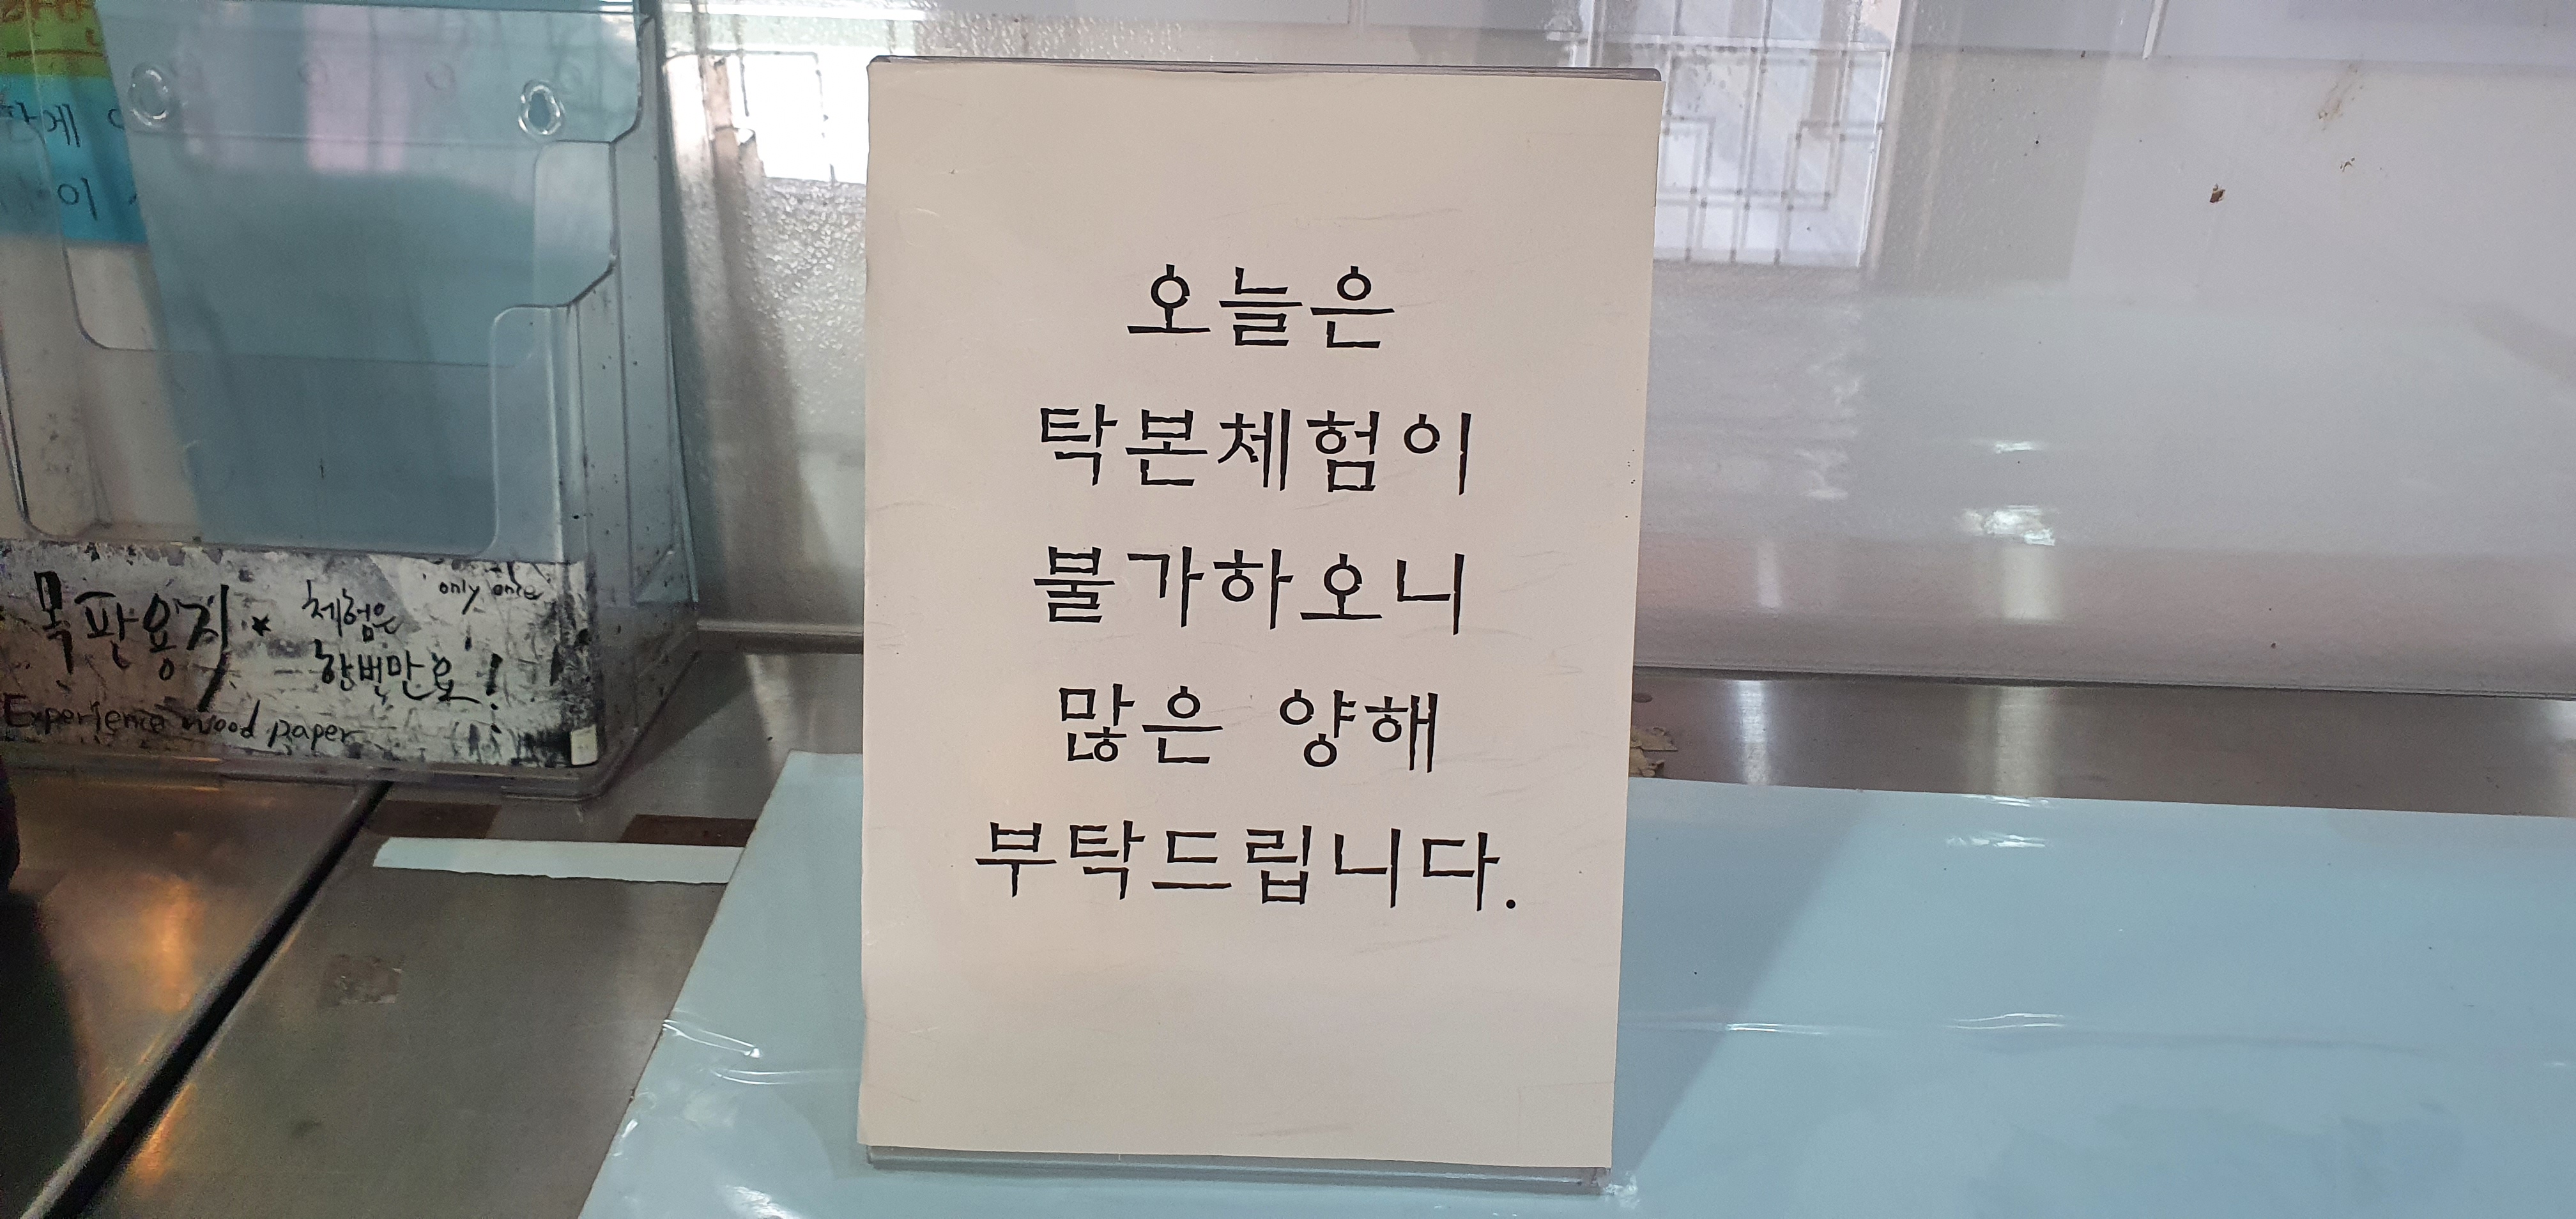 오늘은
탁본체험이
불가하오니
많은 양해
부탁드립니다.
목판용지 * 체험은 only once
한번만요!
Experience wood paper